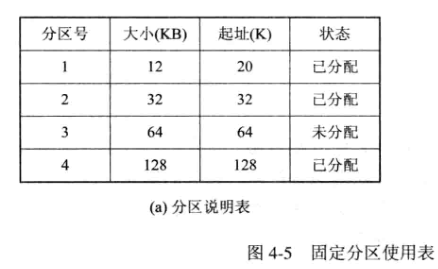 分区号 大小(KB) 起址(K) 状态
1 12 20 已分配
2 32 32 已分配
3 64 64 未分配
4 128 128 已分配
(a) 分区说明表
图 4-5 固定分区使用表